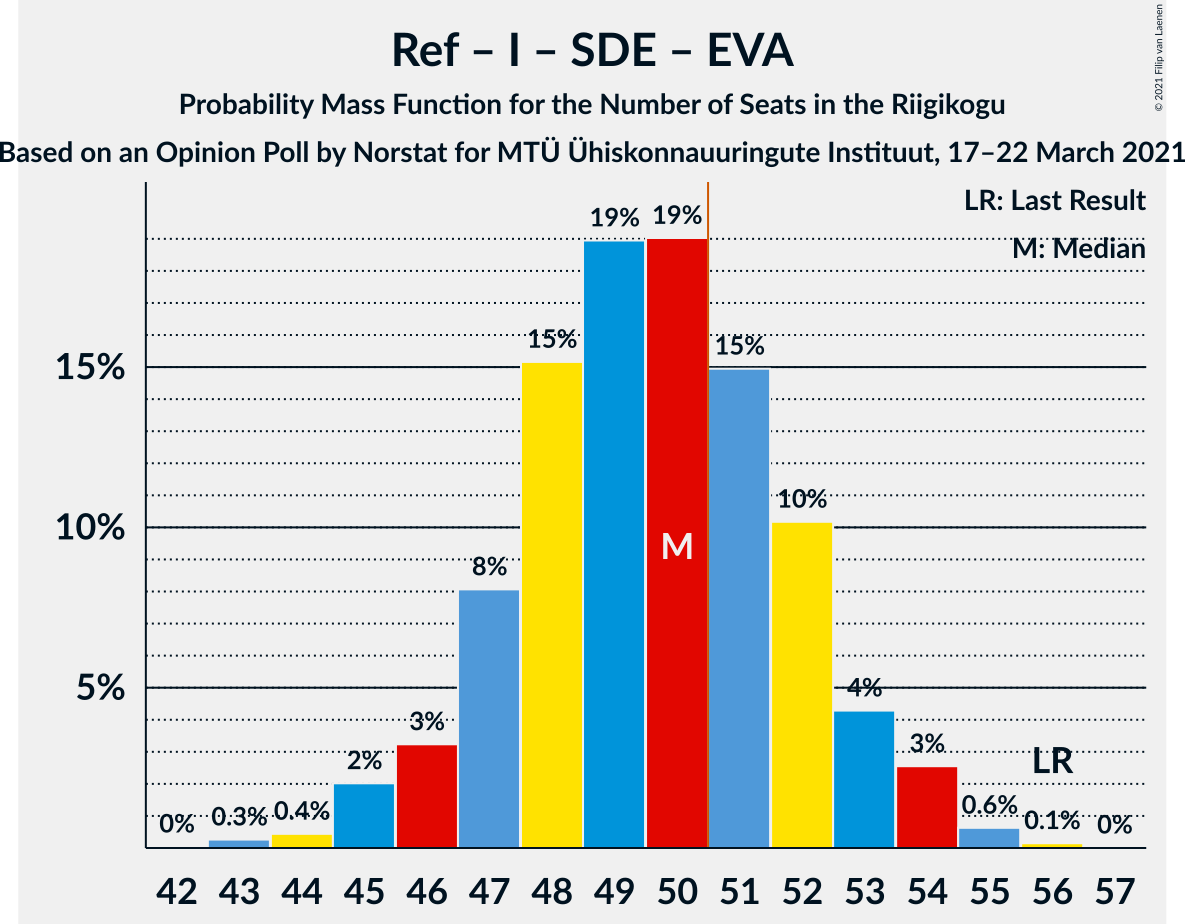 Ref – I – SDE – EVA
Probability Mass Function for the Number of Seats in the Riigikogu
Based on an Opinion Poll by Norstat for MTÜ Ühiskonnauuringute Instituut, 17–22 March 2021
© 2021 Filip van Laenen
LR: Last Result
M: Median
19% 19%
15% 15%
15%
10%
10%
M
8%
5%
4%
3% 3%
2%
LR
0% 0.3% 0.4% 0.6% 0.1% 0%
42 43 44 45 46 47 48 49 50 51 52 53 54 55 56 57